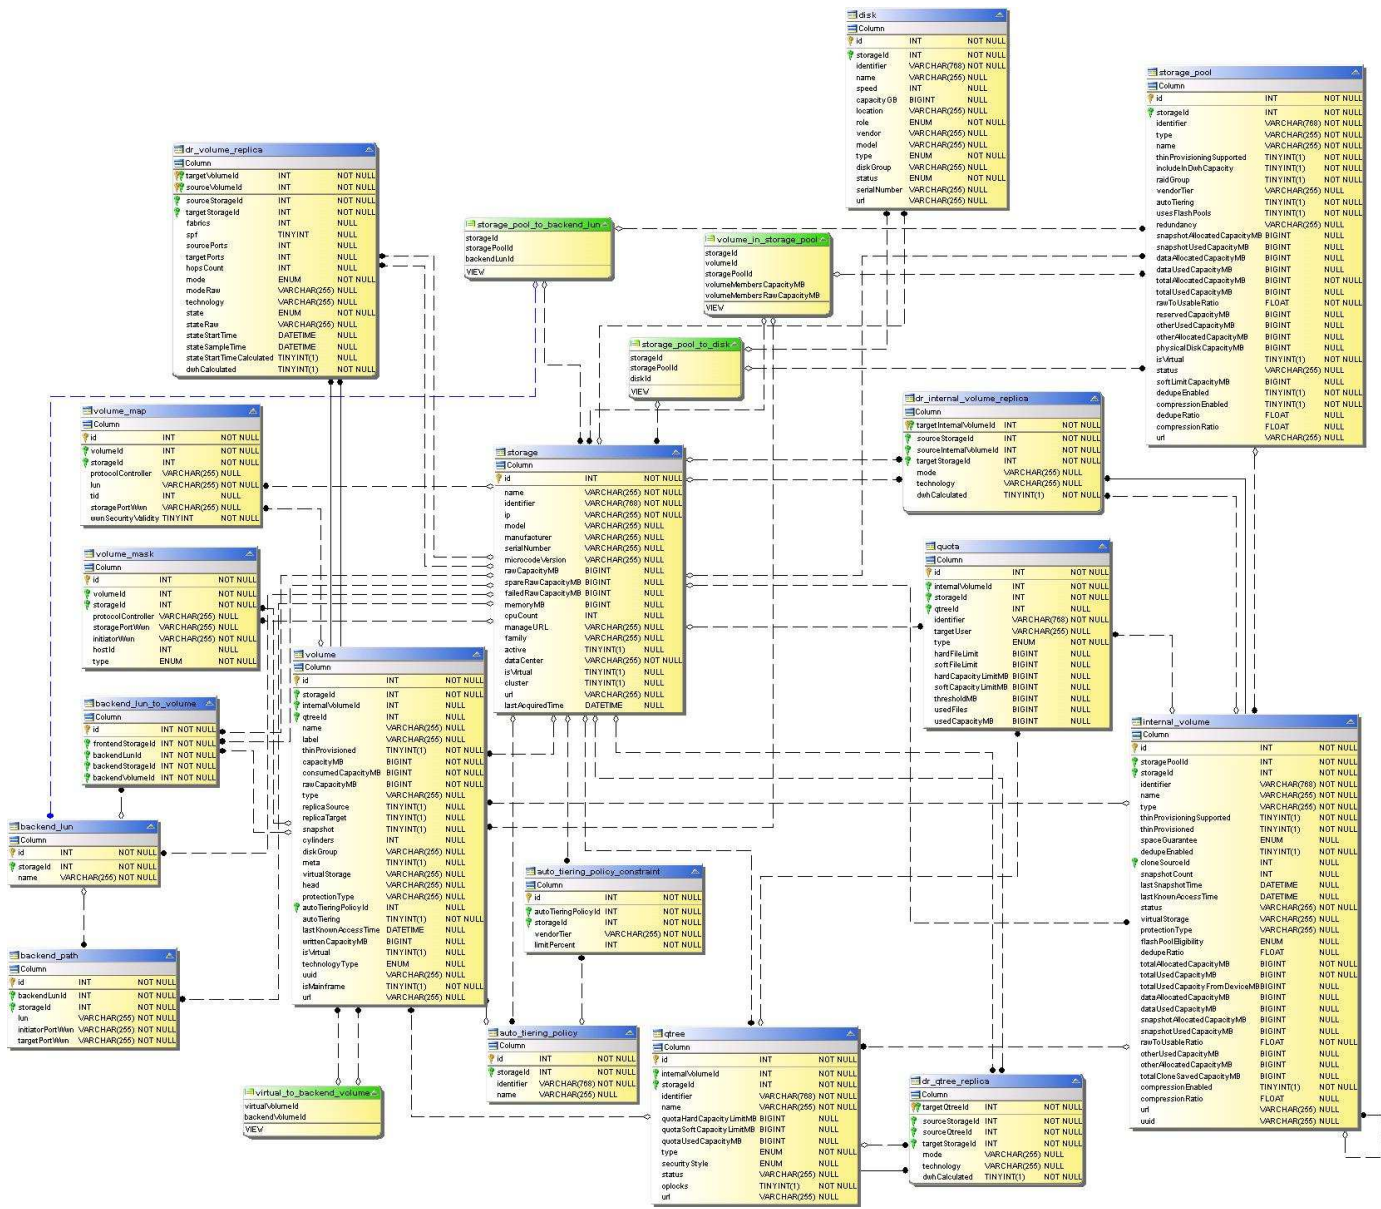 disk
Column
id INT NOT NULL
storageId INT NOT NULL
identifier VARCHAR(768) NOT NULL
name VARCHAR(255) NULL
speed INT NULL
capacityGB BIGINT NULL
location VARCHAR(255) NULL
role ENUM NOT NULL
vendor VARCHAR(255) NULL
model VARCHAR(255) NULL
type ENUM NOT NULL
diskGroup VARCHAR(255) NULL
status ENUM NOT NULL
serialNumber VARCHAR(255) NULL
url VARCHAR(255) NULL
storage_pool
Column
id INT NOT NULL
storageId INT NOT NULL
identifier VARCHAR(768) NOT NULL
type VARCHAR(255) NOT NULL
name VARCHAR(255) NOT NULL
thinProvisioningSupported TINYINT(1) NOT NULL
includeInDwhCapacity TINYINT(1) NOT NULL
raidGroup TINYINT(1) NOT NULL
vendorTier VARCHAR(255) NULL
autoTiering TINYINT(1) NOT NULL
usesFlashPools TINYINT(1) NOT NULL
redundancy VARCHAR(255) NULL
snapshotAllocatedCapacityMB BIGINT NULL
snapshotUsedCapacityMB BIGINT NULL
dataAllocatedCapacityMB BIGINT NULL
dataUsedCapacityMB BIGINT NULL
totalAllocatedCapacityMB BIGINT NOT NULL
totalUsedCapacityMB BIGINT NULL
rawToUsableRatio FLOAT NOT NULL
reservedCapacityMB BIGINT NULL
otherUsedCapacityMB BIGINT NULL
otherAllocatedCapacityMB BIGINT NULL
physicalDiskCapacityMB BIGINT NULL
isVirtual TINYINT(1) NOT NULL
status VARCHAR(255) NULL
softLimitCapacityMB BIGINT NULL
dedupeEnabled TINYINT(1) NOT NULL
compressionEnabled TINYINT(1) NOT NULL
dedupeRatio FLOAT NULL
compressionRatio FLOAT NULL
url VARCHAR(255) NULL
dr_volume_replica
Column
targetVolumeId INT NOT NULL
sourceVolumeId INT NOT NULL
sourceStorageId INT NOT NULL
targetStorageId INT NOT NULL
fabrics INT NULL
spf TINYINT NULL
sourcePorts INT NULL
targetPorts INT NULL
hopsCount INT NULL
mode ENUM NOT NULL
modeRaw VARCHAR(255) NULL
technology VARCHAR(255) NULL
state ENUM NOT NULL
stateRaw VARCHAR(255) NULL
stateStartTime DATETIME NULL
stateSampleTime DATETIME NULL
stateStartTimeCalculated TINYINT(1) NULL
dwhCalculated TINYINT(1) NOT NULL
storage_pool_to_backend_lun
storageId
storagePoolId
backendLunId
VIEW
volume_in_storage_pool
storageId
volumeId
storagePoolId
volumeMembersCapacityMB
volumeMembersRawCapacityMB
VIEW
storage_pool_to_disk
storageId
storagePoolId
diskId
VIEW
volume_map
Column
id INT NOT NULL
volumeId INT NOT NULL
storageId INT NOT NULL
protocolController VARCHAR(255) NULL
lun VARCHAR(255) NOT NULL
tid INT NULL
storagePortWwn VARCHAR(255) NULL
wwnSecurityValidity TINYINT NOT NULL
dr_internal_volume_replica
Column
targetInternalVolumeId INT NOT NULL
sourceStorageId INT NOT NULL
sourceInternalVolumeId INT NOT NULL
targetStorageId INT NOT NULL
mode VARCHAR(255) NULL
technology VARCHAR(255) NULL
dwhCalculated TINYINT(1) NOT NULL
storage
Column
id INT NOT NULL
name VARCHAR(255) NULL
identifier VARCHAR(768) NOT NULL
ip VARCHAR(255) NOT NULL
model VARCHAR(255) NULL
manufacturer VARCHAR(255) NULL
serialNumber VARCHAR(255) NULL
microcodeVersion VARCHAR(255) NULL
rawCapacityMB BIGINT NULL
spareRawCapacityMB BIGINT NULL
failedRawCapacityMB BIGINT NULL
memoryMB BIGINT NULL
cpuCount INT NULL
manageURL VARCHAR(255) NULL
family VARCHAR(255) NULL
active TINYINT(1) NULL
dataCenter VARCHAR(255) NOT NULL
isVirtual TINYINT(1) NULL
cluster TINYINT(1) NULL
url VARCHAR(255) NULL
lastAcquiredTime DATETIME NULL
volume_mask
Column
id INT NOT NULL
volumeId INT NOT NULL
storageId INT NOT NULL
protocolController VARCHAR(255) NULL
storagePortWwn VARCHAR(255) NULL
initiatorWwn VARCHAR(255) NOT NULL
hostId INT NULL
type ENUM NOT NULL
quota
Column
id INT NOT NULL
internalVolumeId INT NOT NULL
storageId INT NOT NULL
qtreeId INT NULL
identifier VARCHAR(768) NOT NULL
targetUser VARCHAR(255) NULL
type ENUM NOT NULL
hardFileLimit BIGINT NULL
softFileLimit BIGINT NULL
hardCapacityLimitMB BIGINT NULL
softCapacityLimitMB BIGINT NULL
thresholdMB BIGINT NULL
usedFiles BIGINT NULL
usedCapacityMB BIGINT NULL
volume
Column
id INT NOT NULL
storageId INT NOT NULL
internalVolumeId INT NULL
qtreeId INT NULL
name VARCHAR(255) NOT NULL
label VARCHAR(255) NULL
thinProvisioned TINYINT(1) NOT NULL
capacityMB BIGINT NOT NULL
consumedCapacityMB BIGINT NOT NULL
rawCapacityMB BIGINT NOT NULL
type VARCHAR(255) NULL
replicaSource TINYINT(1) NULL
replicaTarget TINYINT(1) NULL
snapshot TINYINT(1) NULL
cylinders INT NULL
diskGroup VARCHAR(255) NULL
meta TINYINT(1) NULL
virtualStorage VARCHAR(255) NULL
head VARCHAR(255) NULL
protectionType VARCHAR(255) NULL
autoTieringPolicyId INT NULL
autoTiering TINYINT(1) NOT NULL
lastKnownAccessTime DATETIME NULL
writtenCapacityMB BIGINT NULL
isVirtual TINYINT(1) NULL
technologyType ENUM NULL
uuid VARCHAR(255) NULL
isMainframe TINYINT(1) NOT NULL
url VARCHAR(255) NULL
backend_lun_to_volume
Column
id INT NOT NULL
frontendStorageId INT NOT NULL
backendLunId INT NOT NULL
backendStorageId INT NOT NULL
backendVolumeId INT NOT NULL
internal_volume
Column
id INT NOT NULL
storagePoolId INT NOT NULL
storageId INT NOT NULL
identifier VARCHAR(768) NOT NULL
name VARCHAR(255) NOT NULL
type VARCHAR(255) NOT NULL
thinProvisioningSupported TINYINT(1) NOT NULL
thinProvisioned TINYINT(1) NOT NULL
spaceGuarantee ENUM NULL
dedupeEnabled TINYINT(1) NOT NULL
cloneSourceId INT NULL
snapshotCount INT NULL
lastSnapshotTime DATETIME NULL
lastKnownAccessTime DATETIME NULL
status VARCHAR(255) NOT NULL
virtualStorage VARCHAR(255) NULL
protectionType VARCHAR(255) NULL
flashPoolEligibility ENUM NULL
dedupeRatio FLOAT NULL
totalAllocatedCapacityMB BIGINT NOT NULL
totalUsedCapacityMB BIGINT NOT NULL
totalUsedCapacityFromDeviceMB BIGINT NULL
dataAllocatedCapacityMB BIGINT NULL
dataUsedCapacityMB BIGINT NULL
snapshotAllocatedCapacityMB BIGINT NULL
snapshotUsedCapacityMB BIGINT NULL
rawToUsableRatio FLOAT NOT NULL
otherUsedCapacityMB BIGINT NULL
otherAllocatedCapacityMB BIGINT NULL
totalCloneSavedCapacityMB BIGINT NULL
compressionEnabled TINYINT(1) NOT NULL
compressionRatio FLOAT NULL
url VARCHAR(255) NULL
uuid VARCHAR(255) NULL
backend_lun
Column
id INT NOT NULL
storageId INT NOT NULL
name VARCHAR(255) NOT NULL
auto_tiering_policy_constraint
Column
id INT NOT NULL
autoTieringPolicyId INT NOT NULL
storageId INT NOT NULL
vendorTier VARCHAR(255) NOT NULL
limitPercent INT NOT NULL
backend_path
Column
id INT NOT NULL
backendLunId INT NOT NULL
storageId INT NOT NULL
lun VARCHAR(255) NOT NULL
initiatorPortWwn VARCHAR(255) NOT NULL
targetPortWwn VARCHAR(255) NOT NULL
auto_tiering_policy
Column
id INT NOT NULL
storageId INT NOT NULL
identifier VARCHAR(768) NOT NULL
name VARCHAR(255) NULL
qtree
Column
id INT NOT NULL
internalVolumeId INT NOT NULL
storageId INT NOT NULL
identifier VARCHAR(768) NOT NULL
name VARCHAR(255) NOT NULL
quotaHardCapacityLimitMB BIGINT NULL
quotaSoftCapacityLimitMB BIGINT NULL
quotaUsedCapacityMB BIGINT NULL
type ENUM NOT NULL
securityStyle ENUM NULL
status VARCHAR(255) NULL
oplocks TINYINT(1) NOT NULL
url VARCHAR(255) NULL
dr_qtree_replica
Column
targetQtreeId INT NOT NULL
sourceStorageId INT NOT NULL
sourceQtreeId INT NOT NULL
targetStorageId INT NOT NULL
mode VARCHAR(255) NULL
technology VARCHAR(255) NULL
dwhCalculated TINYINT(1) NOT NULL
virtual_to_backend_volume
virtualVolumeId
backendVolumeId
VIEW